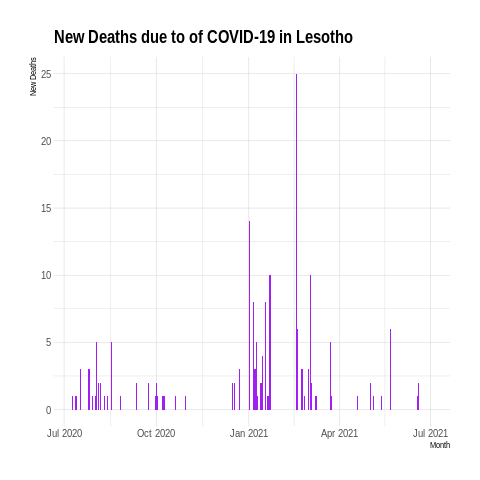 New Deaths due to of COVID-19 in Lesotho
New Deaths
25
20
15
10
5
0
Jul 2020 Oct 2020 Jan 2021 Apr 2021 Jul 2021
Month